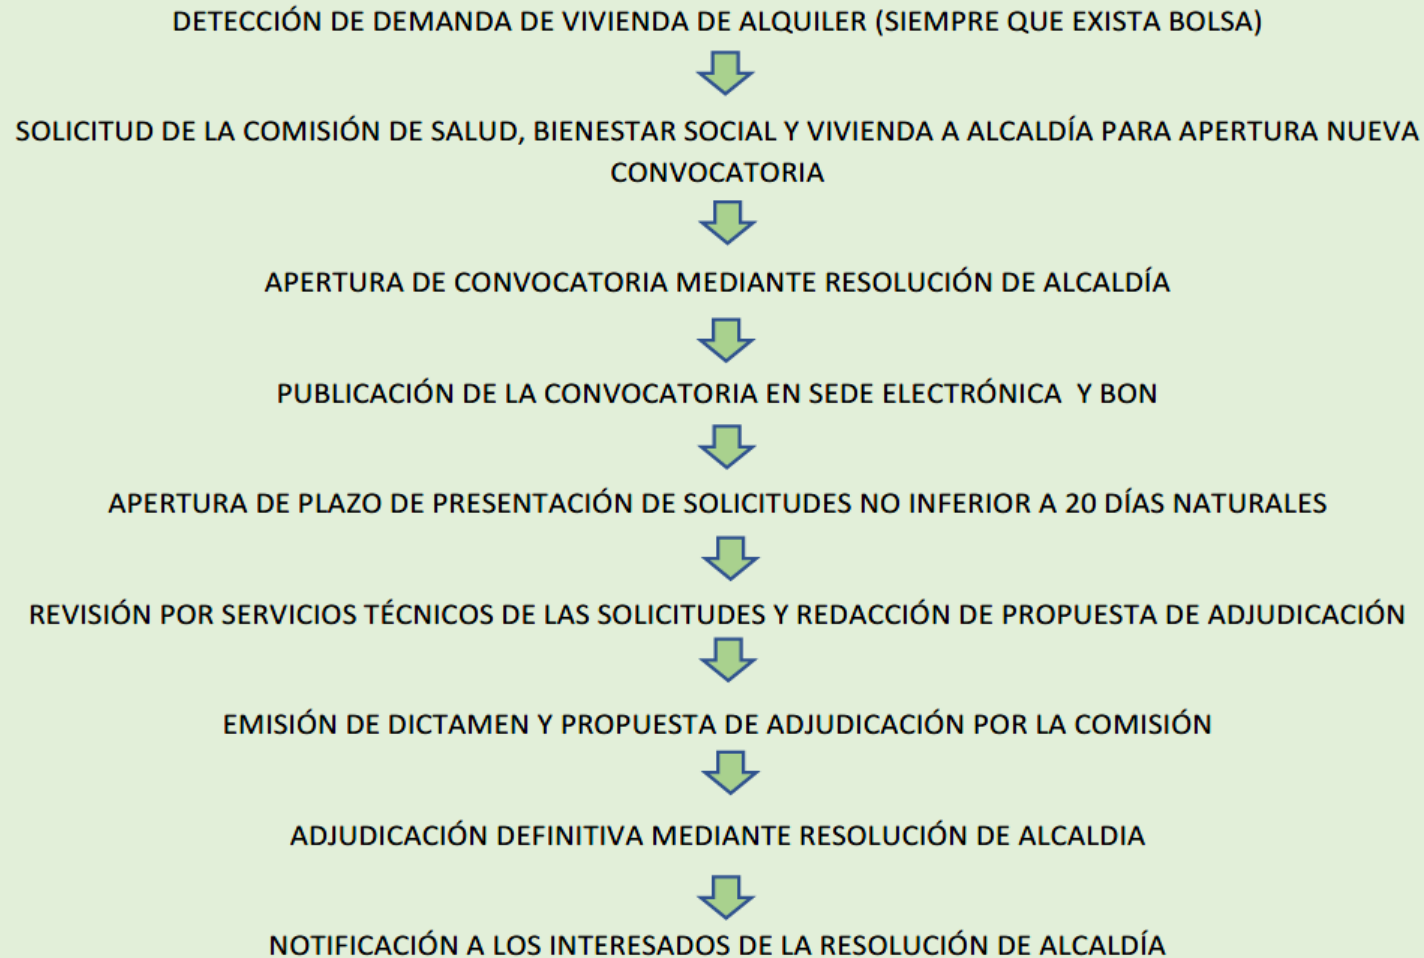 DETECCIÓN DE DEMANDA DE VIVIENDA DE ALQUILER (SIEMPRE QUE EXISTA BOLSA)
SOLICITUD DE LA COMISIÓN DE SALUD, BIENESTAR SOCIAL Y VIVIENDA A ALCALDÍA PARA APERTURA NUEVA
CONVOCATORIA
APERTURA DE CONVOCATORIA MEDIANTE RESOLUCIÓN DE ALCALDÍA
PUBLICACIÓN DE LA CONVOCATORIA EN SEDE ELECTRÓNICA Y BON
APERTURA DE PLAZO DE PRESENTACIÓN DE SOLICITUDES NO INFERIOR A 20 DÍAS NATURALES
REVISIÓN POR SERVICIOS TÉCNICOS DE LAS SOLICITUDES Y REDACCIÓN DE PROPUESTA DE ADJUDICACIÓN
EMISIÓN DE DICTAMEN Y PROPUESTA DE ADJUDICACIÓN POR LA COMISIÓN
ADJUDICACIÓN DEFINITIVA MEDIANTE RESOLUCIÓN DE ALCALDIA
NOTIFICACIÓN A LOS INTERESADOS DE LA RESOLUCIÓN DE ALCALDÍA